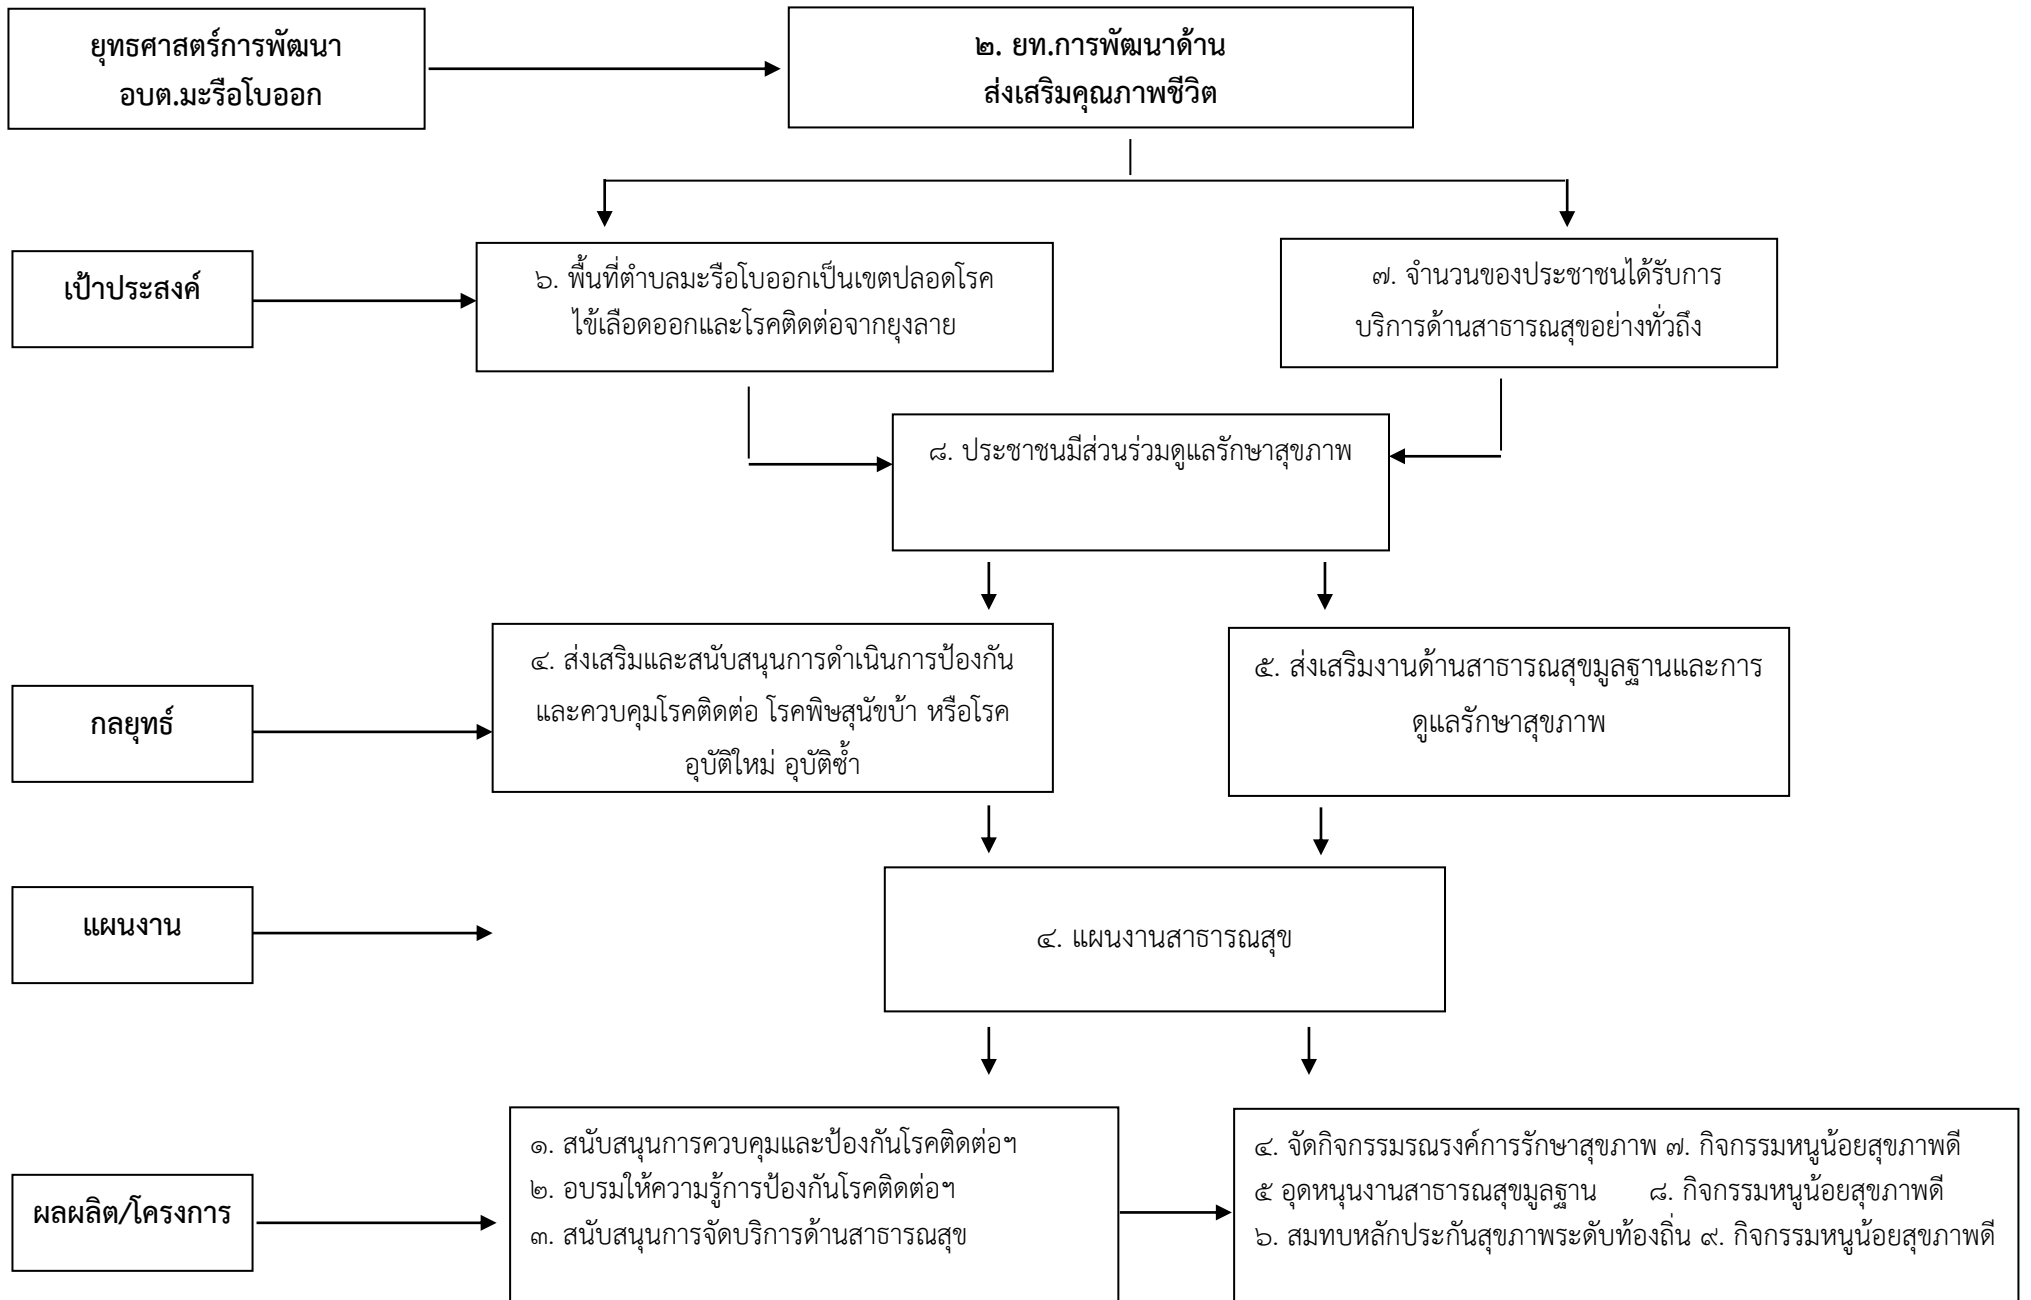 ยุทธศาสตร์การพัฒนา
อบต.มะรือโบออก
๒. ยท.การพัฒนาด้าน
ส่งเสริมคุณภาพชีวิต
เป้าประสงค์
๖. พื้นที่ตำบลมะรือโบออกเป็นเขตปลอดโรค
ไข้เลือดออกและโรคติดต่อจากยุงลาย
๗. จำนวนของประชาชนได้รับการ
บริการด้านสาธารณสุขอย่างทั่วถึง
๘. ประชาชนมีส่วนร่วมดูแลรักษาสุขภาพ
กลยุทธ์
๔. ส่งเสริมและสนับสนุนการดำเนินการป้องกัน
และควบคุมโรคติดต่อ โรคพิษสุนัขบ้า หรือโรค
อุบัติใหม่ อุบัติซ้ำ
๕. ส่งเสริมงานด้านสาธารณสุขมูลฐานและการ
ดูแลรักษาสุขภาพ
แผนงาน
๔. แผนงานสาธารณสุข
ผลผลิต/โครงการ
๑. สนับสนุนการควบคุมและป้องกันโรคติดต่อฯ
๒. อบรมให้ความรู้การป้องกันโรคติดต่อฯ
๓. สนับสนุนการจัดบริการด้านสาธารณสุข
๔. จัดกิจกรรมรณรงค์การรักษาสุขภาพ ๗. กิจกรรมหนูน้อยสุขภาพดี
๕ อุดหนุนงานสาธารณสุขมูลฐาน ๘. กิจกรรมหนูน้อยสุขภาพดี
๖. สมทบหลักประกันสุขภาพระดับท้องถิ่น ๙. กิจกรรมหนูน้อยสุขภาพดี